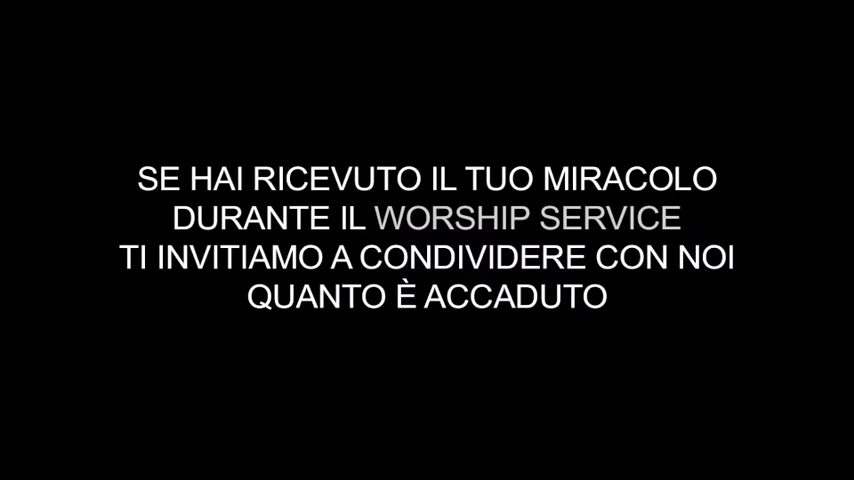 SE HAI RICEVUTO IL TUO MIRACOLO
DURANTE IL WORSHIP SERVICE
TI INVITIAMO A CONDIVIDERE CON NOI
QUANTO È ACCADUTO